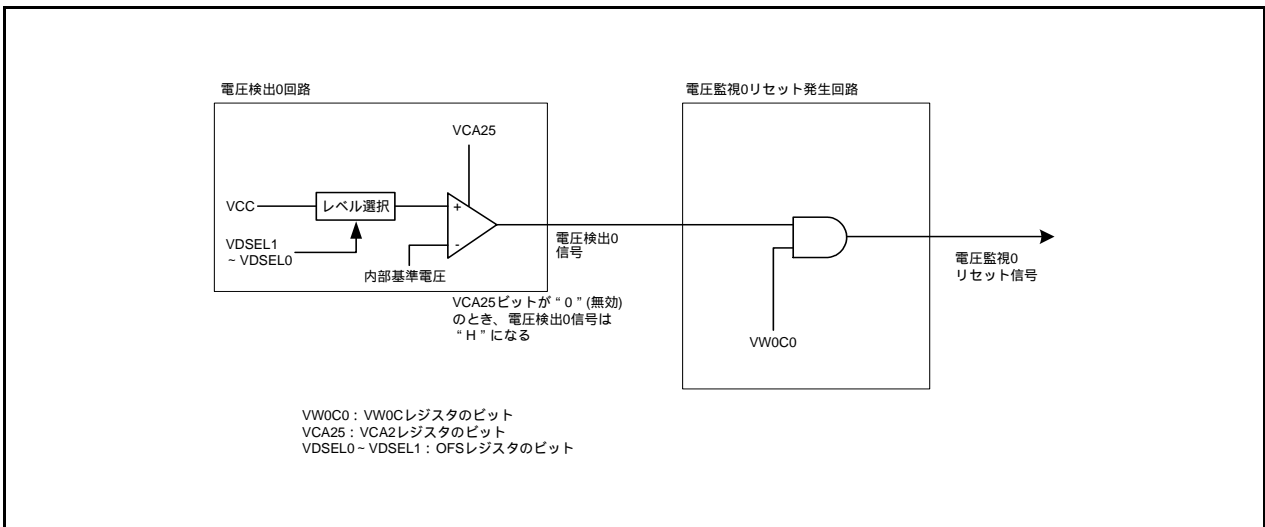 電圧検出0回路
電圧監視0リセット発生回路
VCA25
VCC
レベル選択
+
VDSEL1
~ VDSEL0
-
内部基準電圧
電圧検出0
信号
電圧監視0
リセット信号
VCA25ビットが“0”(無効)
のとき、電圧検出0信号は
“H”になる
VW0C0
VW0C0:VW0Cレジスタのビット
VCA25:VCA2レジスタのビット
VDSEL0~VDSEL1:OFSレジスタのビット